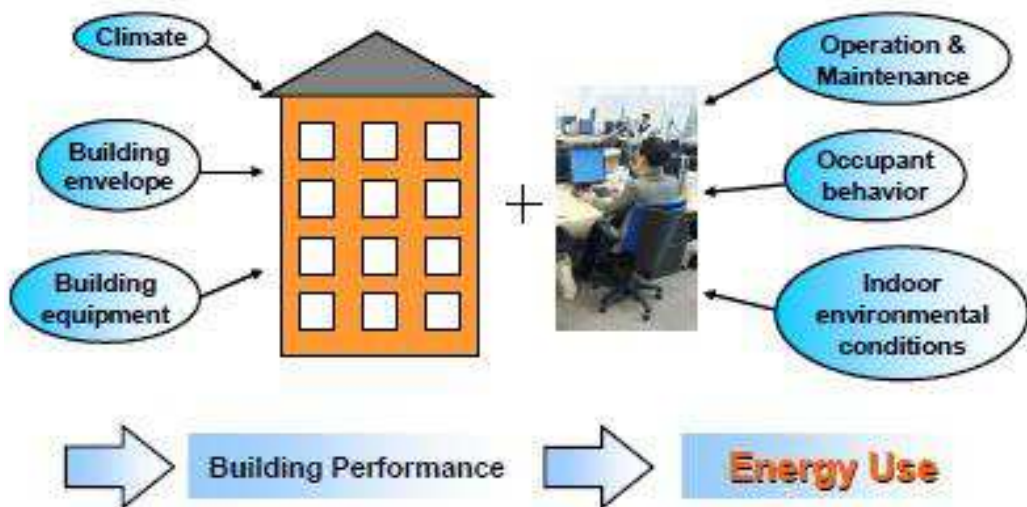 Climate
Building
envelope
Building
equipment
+
Operation &
Maintenance
Occupant
behavior
Indoor
environmental
conditions
Building Performance
Energy Use